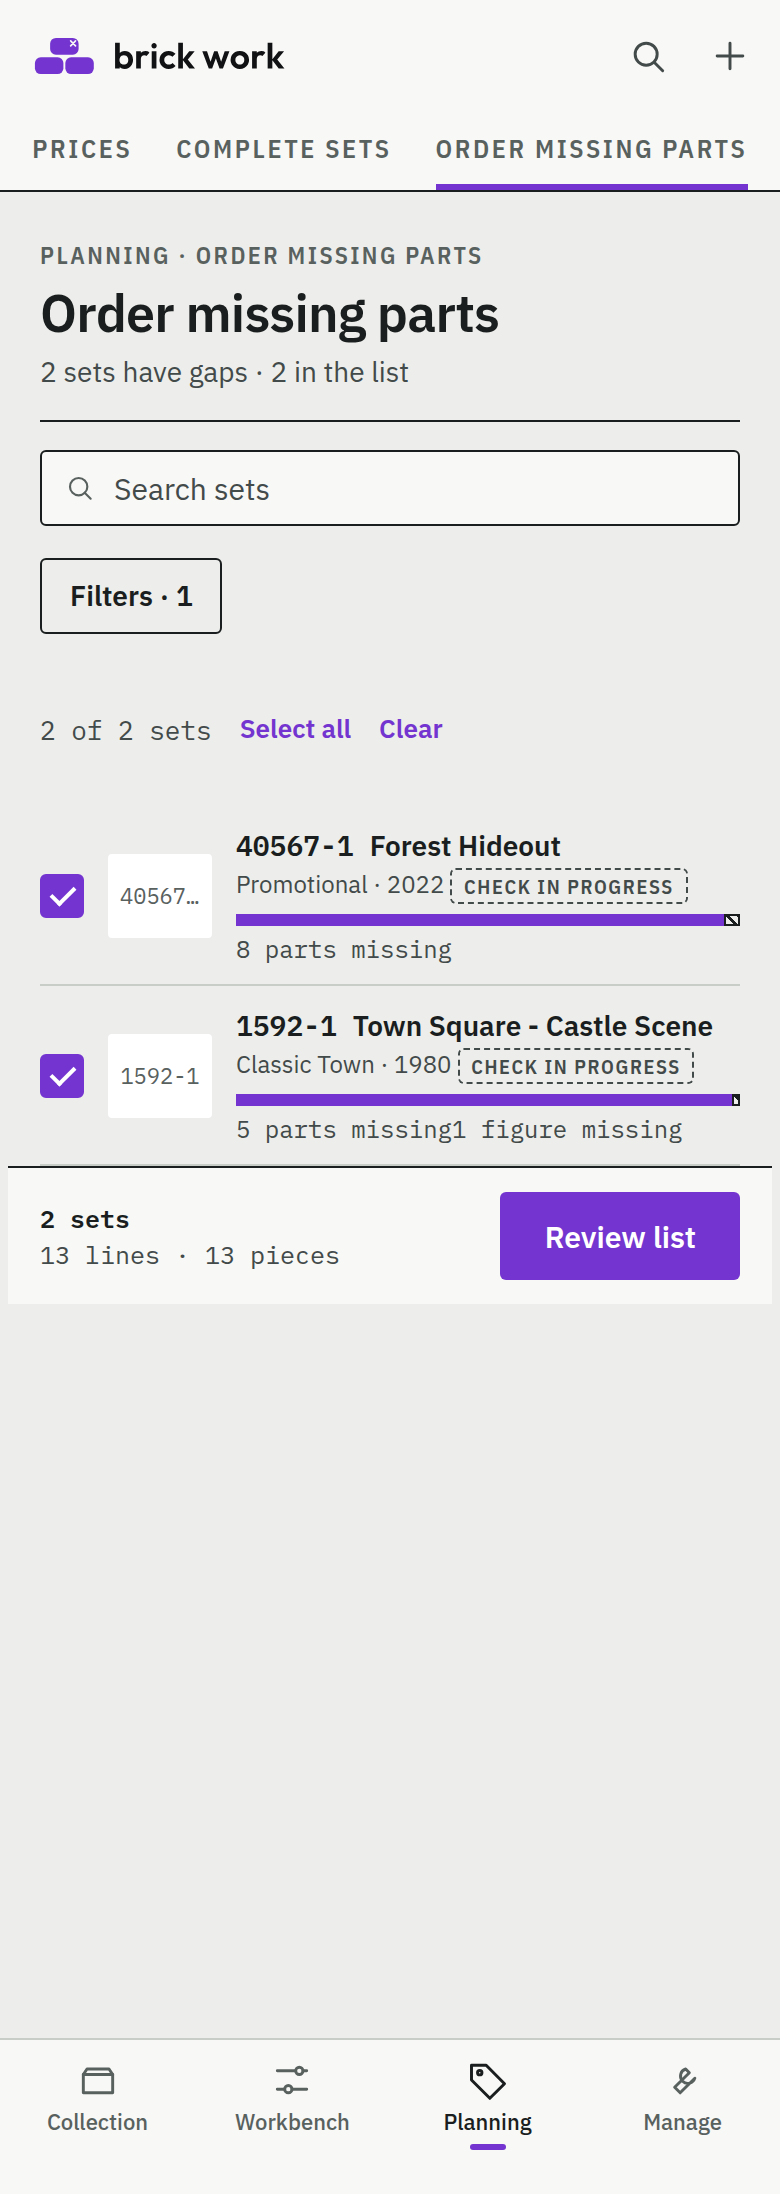 brick work
PRICES COMPLETE SETS ORDER MISSING PARTS
PLANNING · ORDER MISSING PARTS
Order missing parts
2 sets have gaps · 2 in the list
Search sets
Filters · 1
2 of 2 sets Select all Clear
40567-1 Forest Hideout
40567…
Promotional · 2022 CHECK IN PROGRESS
8 parts missing
1592-1 Town Square - Castle Scene
1592-1
Classic Town · 1980 CHECK IN PROGRESS
5 parts missing1 figure missing
2 sets
13 lines · 13 pieces
Review list
Collection Workbench Planning Manage